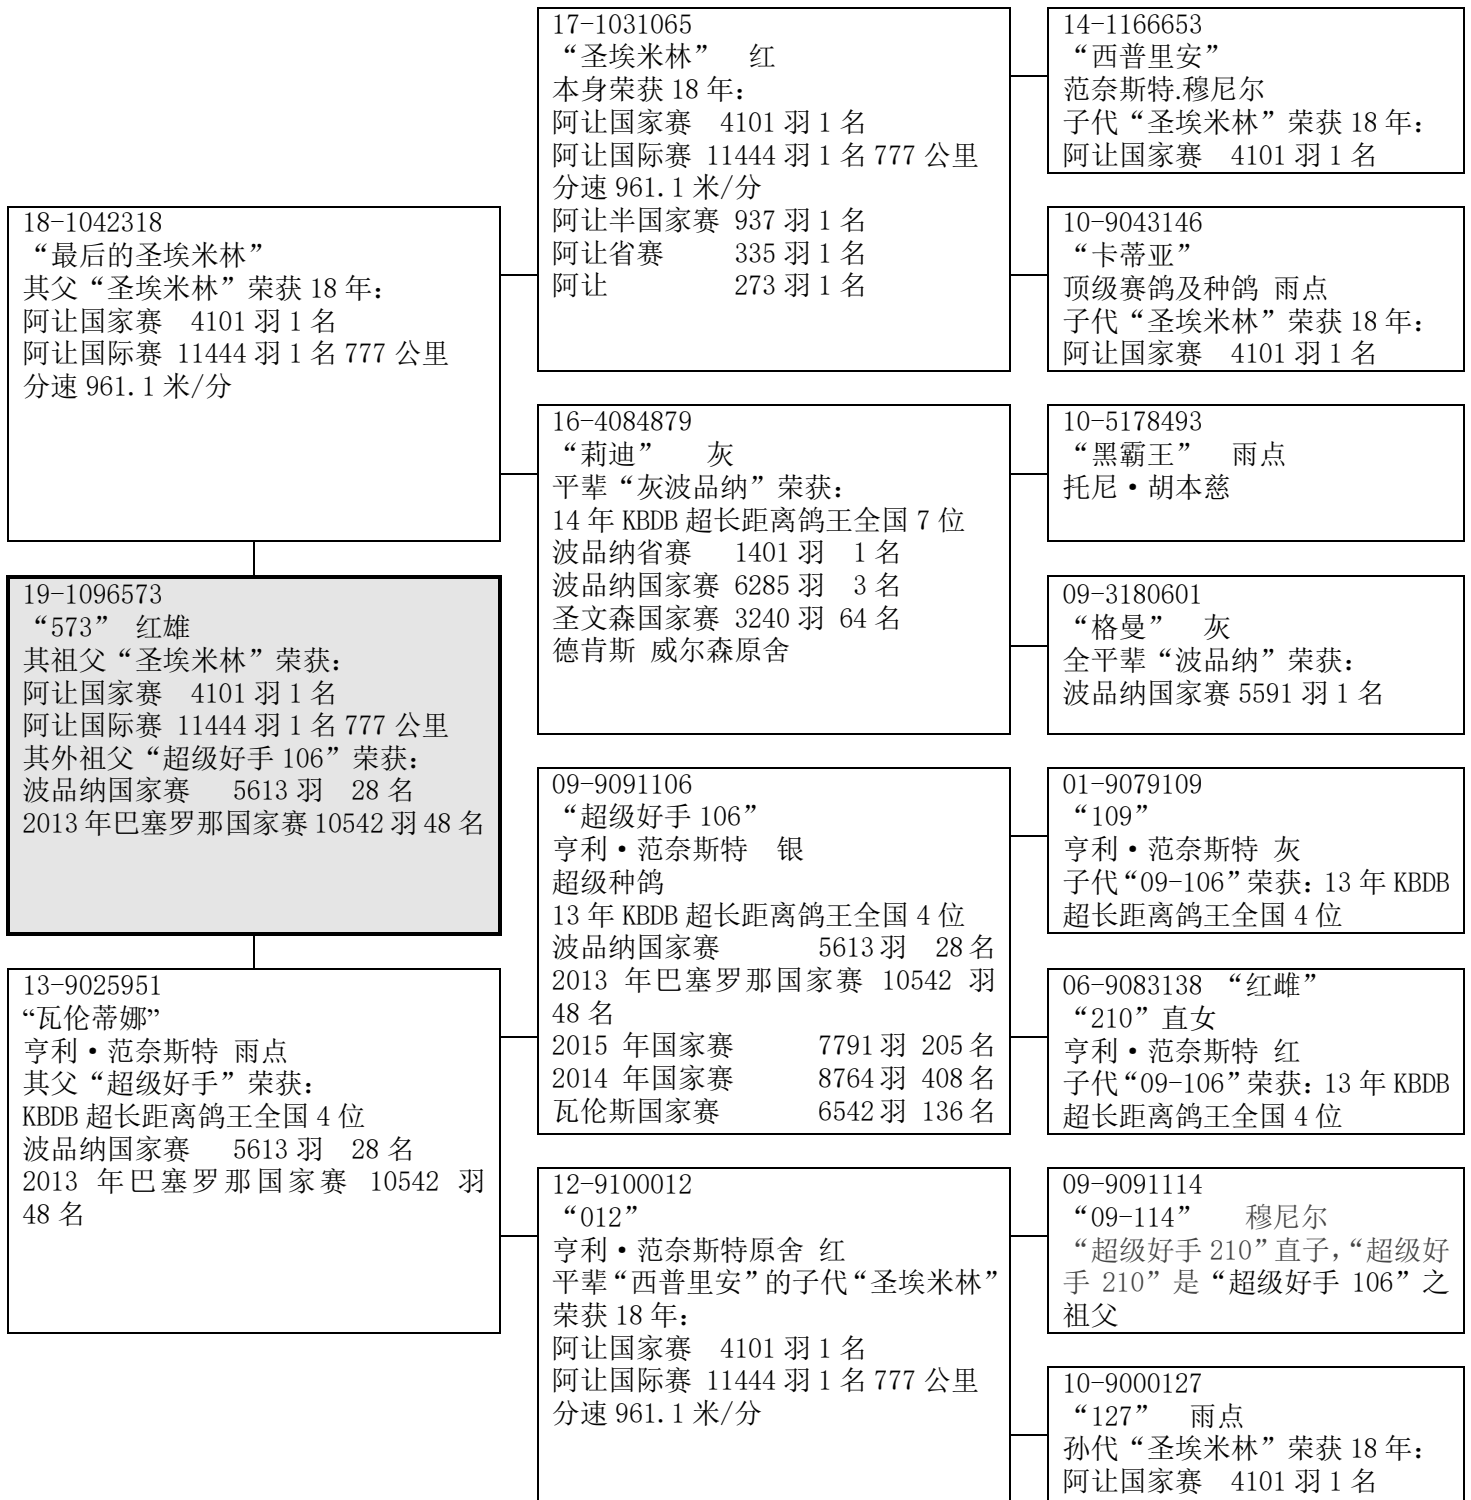 18-1042318
“最后的圣埃米林”
其父“圣埃米林”荣获 18 年：
阿让国家赛 4101 羽 1 名
阿让国际赛 11444 羽 1 名 777 公里
分速 961.1 米/分
19-1096573
“573” 红雄
其祖父“圣埃米林”荣获：
阿让国家赛 4101 羽 1 名
阿让国际赛 11444 羽 1 名 777 公里
其外祖父“超级好手 106”荣获：
波品纳国家赛 5613 羽 28 名
2013 年巴塞罗那国家赛 10542 羽 48 名
13-9025951
“瓦伦蒂娜”
亨利·范奈斯特 雨点
其父“超级好手”荣获：
KBDB 超长距离鸽王全国 4 位
波品纳国家赛 5613 羽 28 名
2013 年巴塞罗那国家赛 10542 羽
48 名
17-1031065
“圣埃米林” 红
本身荣获 18 年：
阿让国家赛 4101 羽 1 名
阿让国际赛 11444 羽 1 名 777 公里
分速 961.1 米/分
阿让半国家赛 937 羽 1 名
阿让省赛 335 羽 1 名
阿让 273 羽 1 名
16-4084879
“莉迪” 灰
平辈“灰波品纳”荣获：
14 年 KBDB 超长距离鸽王全国 7 位
波品纳省赛 1401 羽 1 名
波品纳国家赛 6285 羽 3 名
圣文森国家赛 3240 羽 64 名
德肯斯 威尔森原舍
09-9091106
“超级好手 106”
亨利·范奈斯特 银
超级种鸽
13 年 KBDB 超长距离鸽王全国 4 位
波品纳国家赛 5613 羽 28 名
2013 年巴塞罗那国家赛 10542 羽
48 名
2015 年国家赛 7791 羽 205 名
2014 年国家赛 8764 羽 408 名
瓦伦斯国家赛 6542 羽 136 名
12-9100012
“012”
亨利·范奈斯特原舍 红
平辈“西普里安”的子代“圣埃米林”
荣获 18 年：
阿让国家赛 4101 羽 1 名
阿让国际赛 11444 羽 1 名 777 公里
分速 961.1 米/分
14-1166653
“西普里安”
范奈斯特.穆尼尔
子代“圣埃米林”荣获 18 年：
阿让国家赛 4101 羽 1 名
10-9043146
“卡蒂亚”
顶级赛鸽及种鸽 雨点
子代“圣埃米林”荣获 18 年：
阿让国家赛 4101 羽 1 名
10-5178493
“黑霸王” 雨点
托尼·胡本慈
09-3180601
“格曼” 灰
全平辈“波品纳”荣获：
波品纳国家赛 5591 羽 1 名
01-9079109
“109”
亨利·范奈斯特 灰
子代“09-106”荣获：13 年 KBDB
超长距离鸽王全国 4 位
06-9083138 “红雌”
“210”直女
亨利·范奈斯特 红
子代“09-106”荣获：13 年 KBDB
超长距离鸽王全国 4 位
09-9091114
“09-114” 穆尼尔
“超级好手 210”直子，“超级好
手 210”是“超级好手 106”之
祖父
10-9000127
“127” 雨点
孙代“圣埃米林”荣获 18 年：
阿让国家赛 4101 羽 1 名